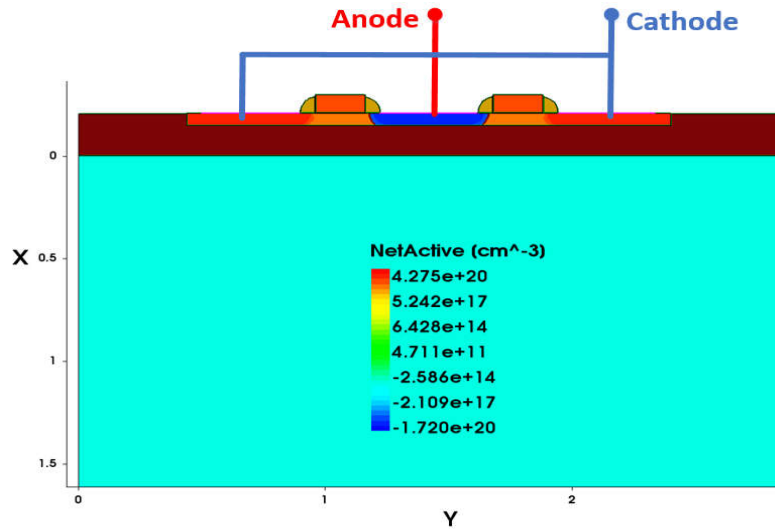 Anode
Cathode
0
0.5
1
1.5
X
NetActive [cm^-3]
4.275e+20
5.242e+17
6.428e+14
4.711e+11
-2.586e+14
-2.109e+17
-1.720e+20
0
1
2
Y